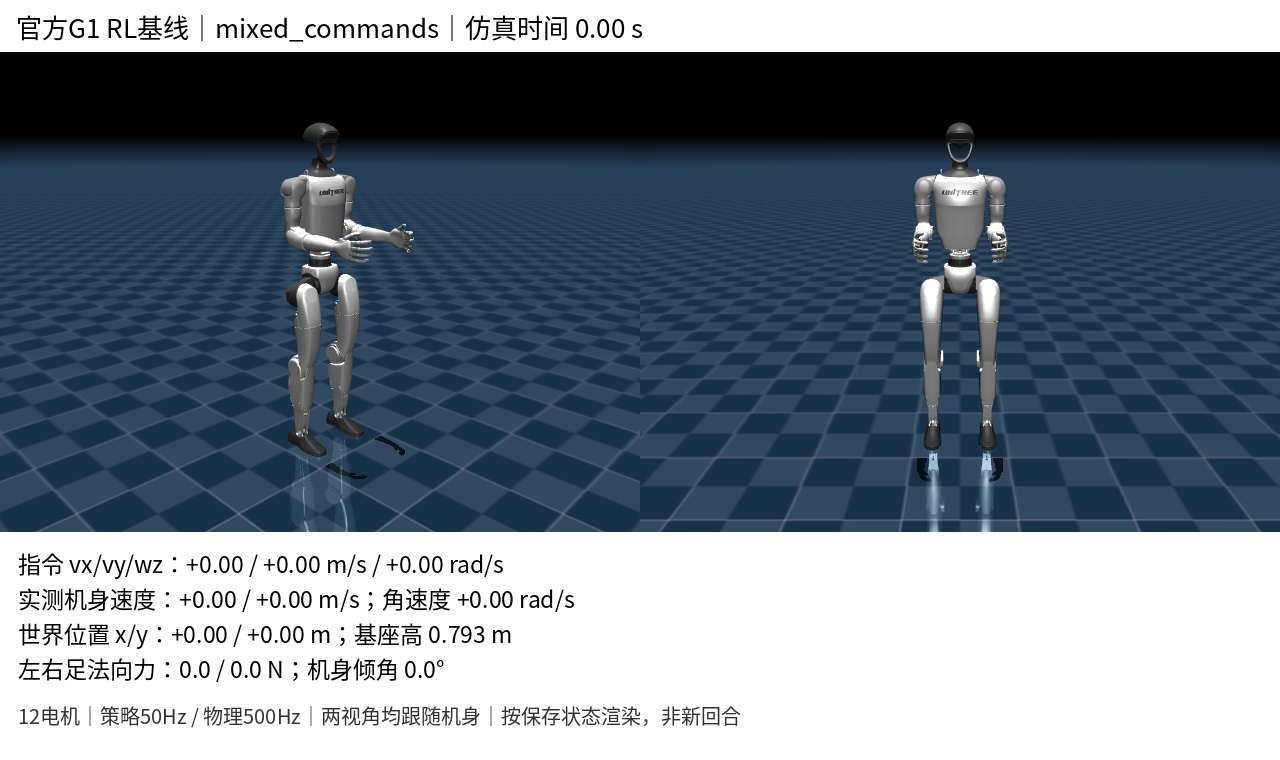 官方G1 RL基线｜mixed_commands｜仿真时间 0.00 s
UNITREE
UNITREE
指令 vx/vy/wz：+0.00 / +0.00 m/s / +0.00 rad/s
实测机身速度：+0.00 / +0.00 m/s；角速度 +0.00 rad/s
世界位置 x/y：+0.00 / +0.00 m；基座高 0.793 m
左右足法向力：0.0 / 0.0 N；机身倾角 0.0°
12电机｜策略50Hz / 物理500Hz｜两视角均跟随机身｜按保存状态渲染，非新回合